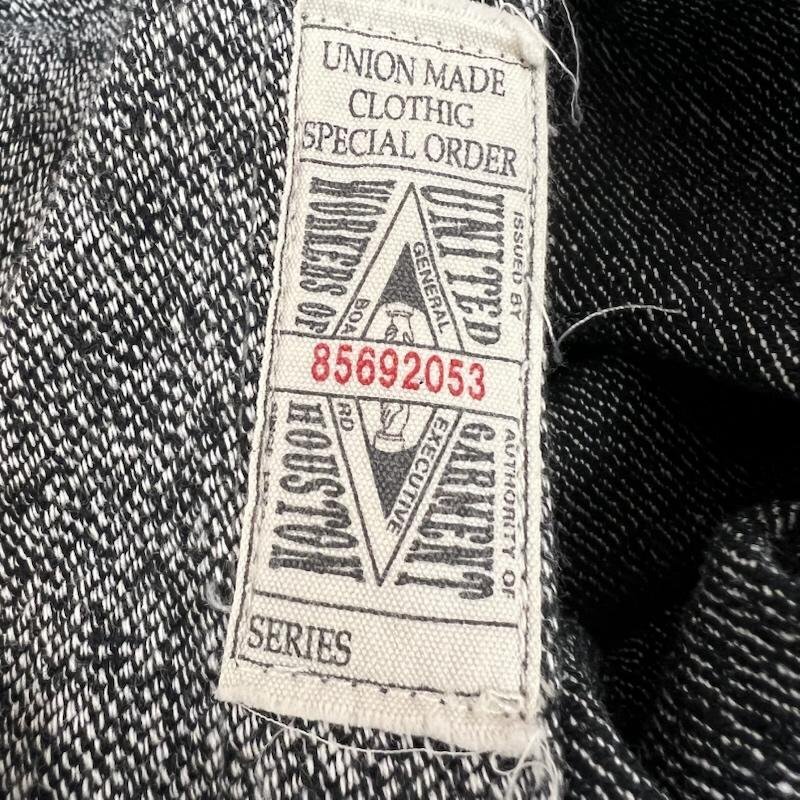 UNION MADE
CLOTHIG
SPECIAL ORDER
ISSUED BY
AUTHORITY OF
UNITED
GARMENT
WORKERS OF
HOUSTON
GENERAL
EXECUTIVE
BOARD
85692053
SERIES